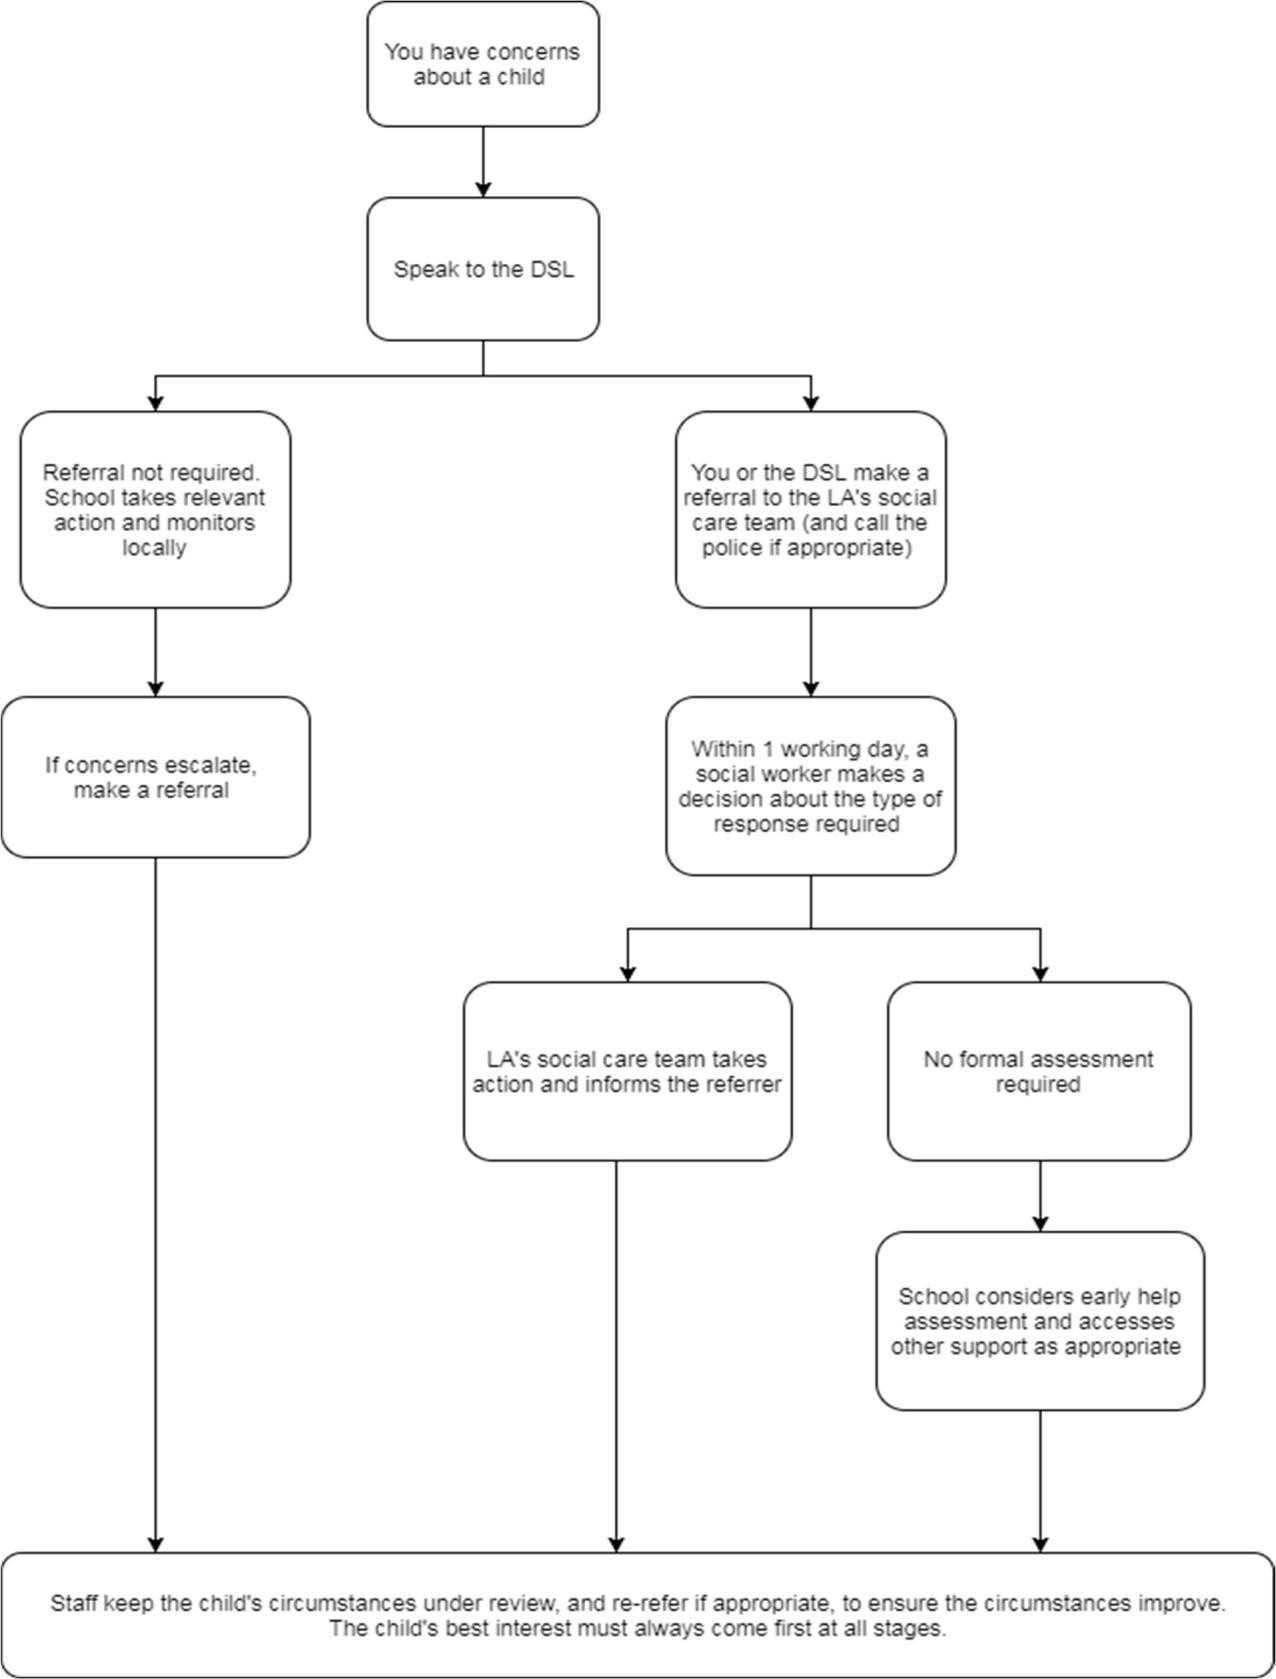 You have concerns
about a child
Speak to the DSL
Referral not required.
School takes relevant
action and monitors
locally
You or the DSL make a
referral to the LA's social
care team (and call the
police if appropriate)
If concerns escalate,
make a referral
Within 1 working day, a
social worker makes a
decision about the type of
response required
LA's social care team takes
action and informs the referrer
No formal assessment
required
School considers early help
assessment and accesses
other support as appropriate
Staff keep the child's circumstances under review, and re-refer if appropriate, to ensure the circumstances improve.
The child's best interest must always come first at all stages.